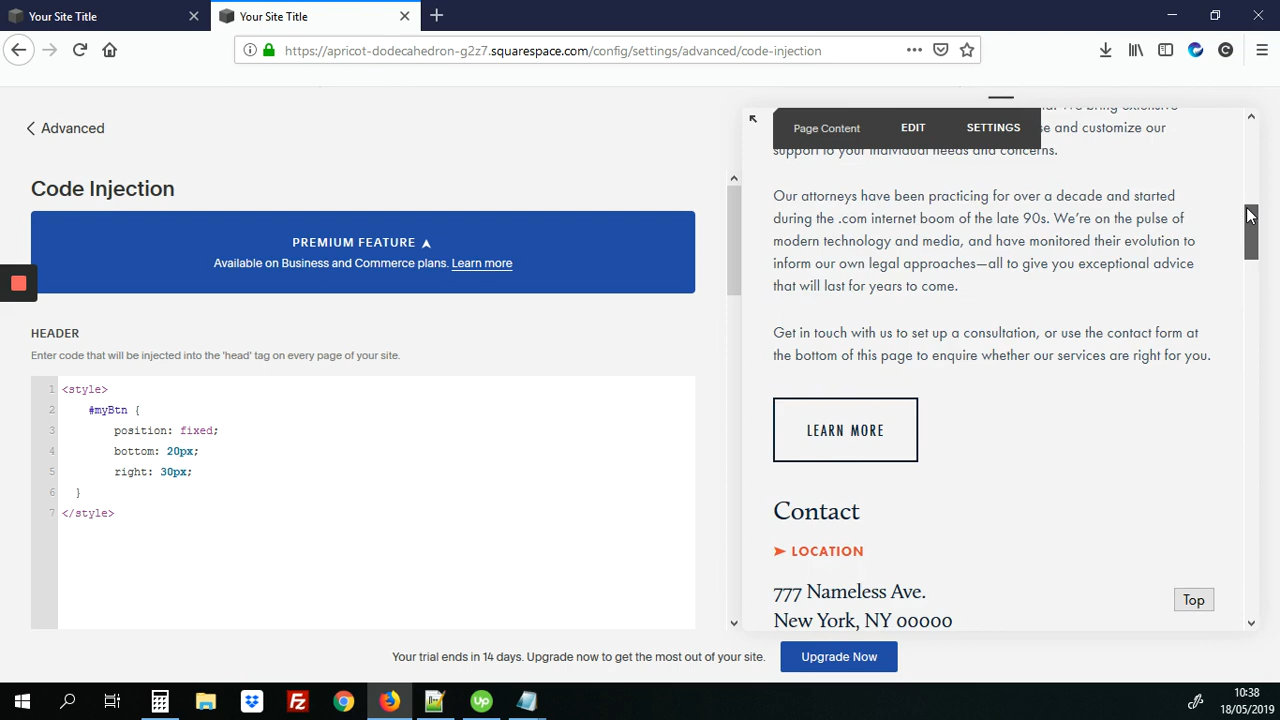 Your Site Title
Your Site Title
https://apricot-dodecahedron-g2z7.squarespace.com/config/settings/advanced/code-injection
Advanced
Code Injection
PREMIUM FEATURE
Available on Business and Commerce plans. Learn more
HEADER
Enter code that will be injected into the 'head' tag on every page of your site.
1 <style>
2 #myBtn {
3 position: fixed;
4 bottom: 20px;
5 right: 30px;
6 }
7 </style>
Page Content EDIT SETTINGS
and customize our
support to your individual needs and concerns.
Our attorneys have been practicing for over a decade and started
during the .com internet boom of the late 90s. We're on the pulse of
modern technology and media, and have monitored their evolution to
inform our own legal approaches—all to give you exceptional advice
that will last for years to come.
Get in touch with us to set up a consultation, or use the contact form at
the bottom of this page to enquire whether our services are right for you.
LEARN MORE
Contact
➤ LOCATION
777 Nameless Ave.
New York, NY 00000
Top
Your trial ends in 14 days. Upgrade now to get the most out of your site.
Upgrade Now
10:38
18/05/2019